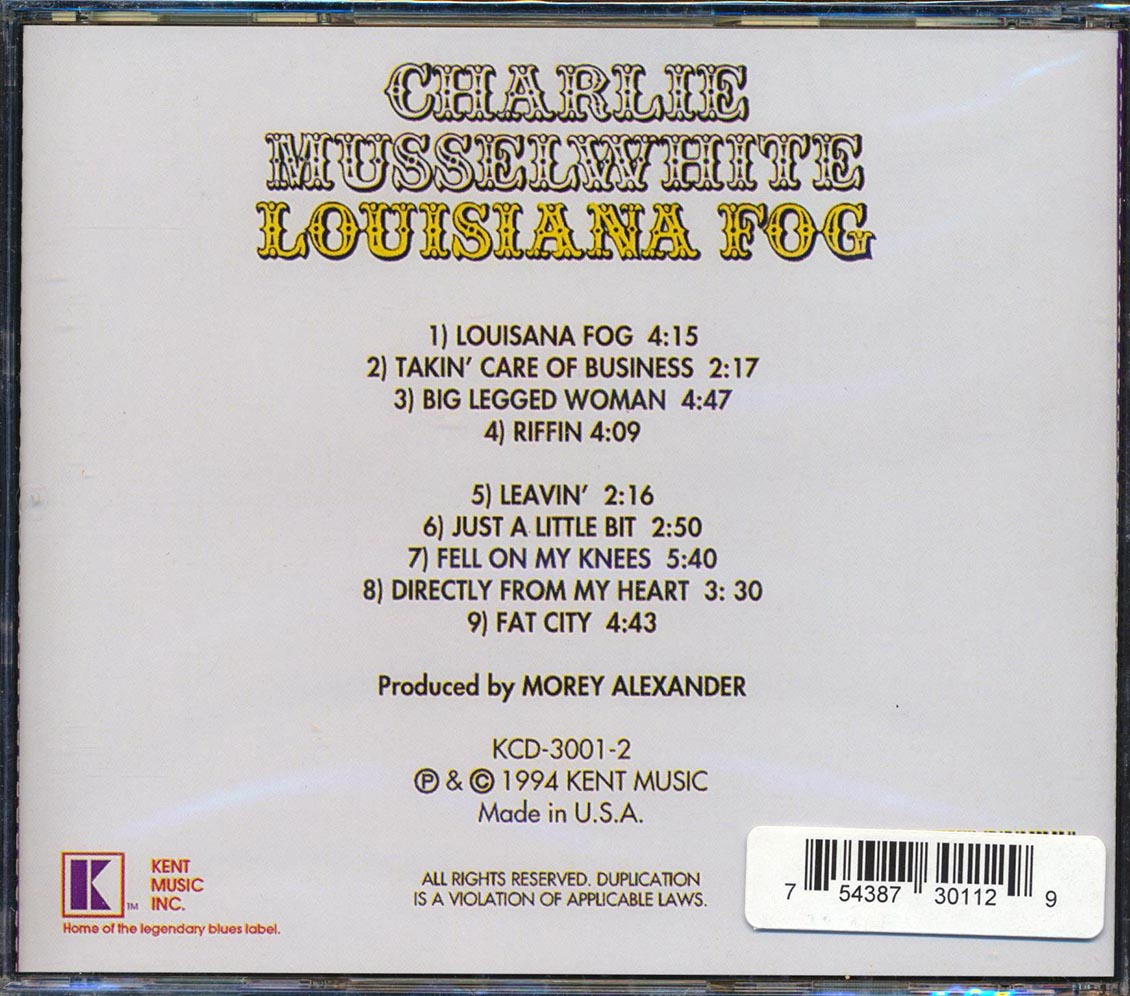 CHARLIE
MUSSELWHITE
LOUISIANA FOG
1) LOUISANA FOG 4:15
2) TAKIN' CARE OF BUSINESS 2:17
3) BIG LEGGED WOMAN 4:47
4) RIFFIN 4:09
5) LEAVIN' 2:16
6) JUST A LITTLE BIT 2:50
7) FELL ON MY KNEES 5:40
8) DIRECTLY FROM MY HEART 3: 30
9) FAT CITY 4:43
Produced by MOREY ALEXANDER
KCD-3001-2
℗ & © 1994 KENT MUSIC
Made in U.S.A.
ALL RIGHTS RESERVED. DUPLICATION
IS A VIOLATION OF APPLICABLE LAWS.
K™
KENT
MUSIC
INC.
Home of the legendary blues label.
7 54387 30112 9